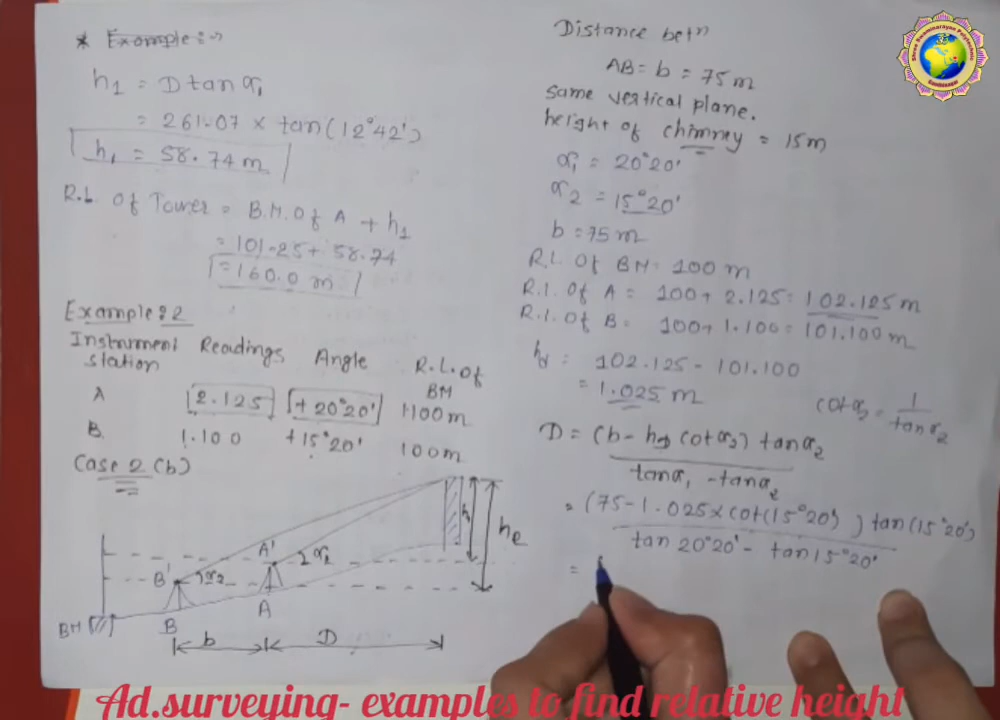 * Example :-
h1 = D tan α1
= 261.07 x tan(12°42')
h1 = 58.74 m
R.L. of Tower = B.M. of A + h1
= 101.25 + 58.74
= 160.0 m
Example : 2
Instrument station Readings Angle R.L. of BM
A 2.125 + 20°20' 100m
B. 1.100 +15°20' 100m
Case 2 (b)
A'
α1
B'
α2
h
he
BM
B
A
b
D
Distance betn
AB = b = 75 m
same vertical plane.
height of chimney = 15m
α1 = 20°20'
α2 = 15°20'
b = 75 m
R.L. of BM = 100 m
R.L. of A = 100 + 2.125 = 102.125 m
R.L. of B = 100 + 1.100 = 101.100 m
hd = 102.125 - 101.100
= 1.025 m
cot α2 = 1/tan α2
D = (b - hd cot α2) tan α2
tan α1 - tan α2
= (75 - 1.025 x cot(15°20')) tan (15°20')
tan 20°20' - tan 15°20'
=
Ad.surveying- examples to find relative height